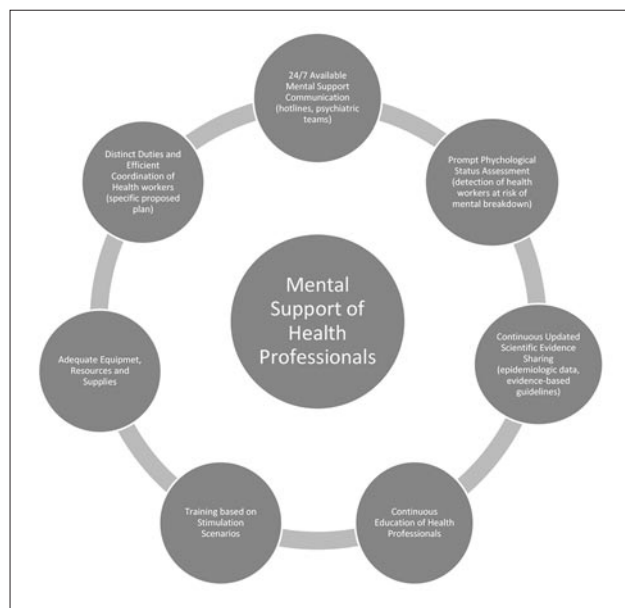 24/7 Available
Mental Support
Communication
(hotlines, psychiatric
teams)
Prompt Phychological
Status Assessment
(detection of health
workers at risk of
mental breakdown)
Continuous Updated
Scientific Evidence
Sharing
(epidemiologic data,
evidence-based
guidelines)
Continuous
Education of Health
Professionals
Training based on
Stimulation
Scenarios
Adequate Equipmet,
Resources and
Supplies
Distinct Duties and
Efficient
Coordination of
Health workers
(specific proposed
plan)
Mental
Support of
Health
Professionals